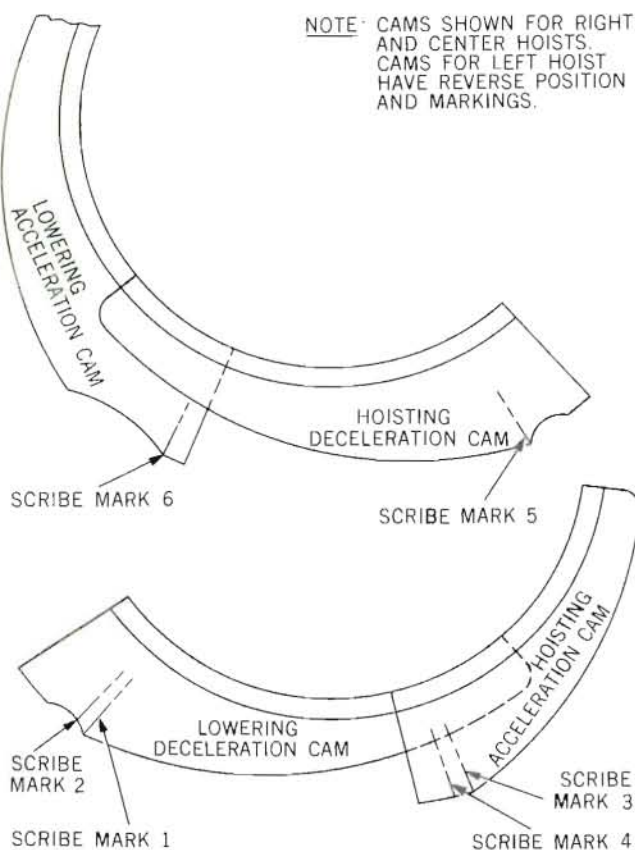 NOTE: CAMS SHOWN FOR RIGHT
AND CENTER HOISTS.
CAMS FOR LEFT HOIST
HAVE REVERSE POSITION
AND MARKINGS.
LOWERING
ACCELERATION CAM
HOISTING
DECELERATION CAM
SCRIBE MARK 6
SCRIBE MARK 5
HOISTING
ACCELERATION CAM
LOWERING
DECELERATION CAM
SCRIBE
MARK 2
SCRIBE
MARK 3
SCRIBE MARK 1
SCRIBE MARK 4